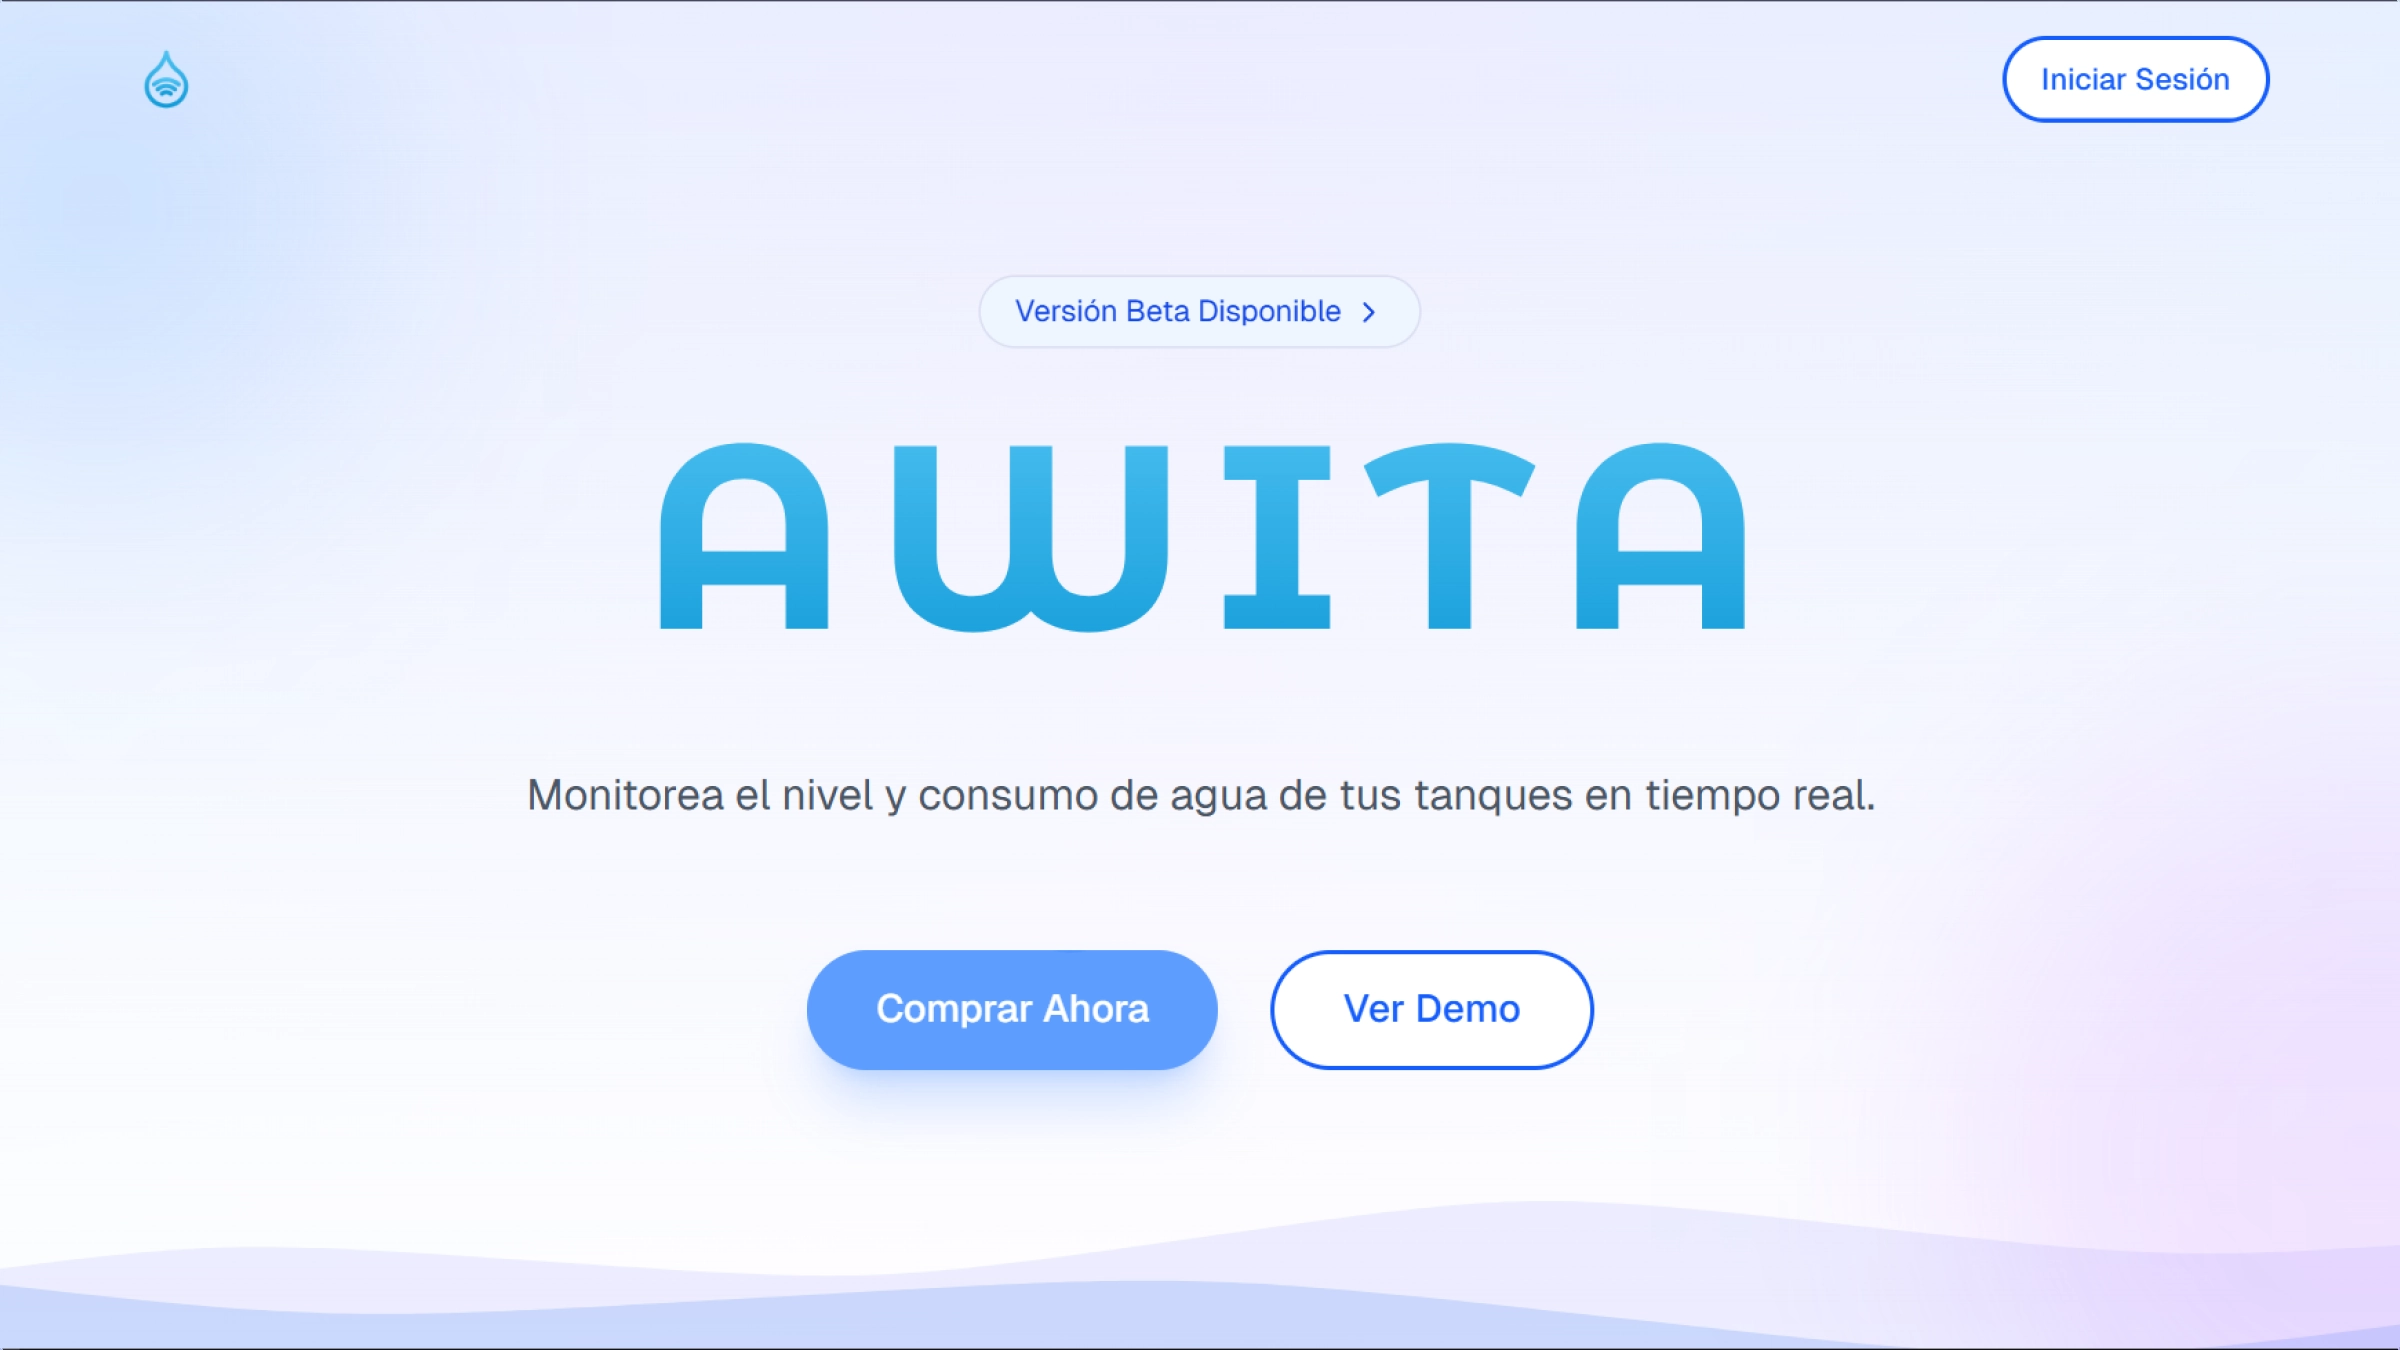 Iniciar Sesión
Versión Beta Disponible
AWITA
Monitorea el nivel y consumo de agua de tus tanques en tiempo real.
Comprar Ahora
Ver Demo